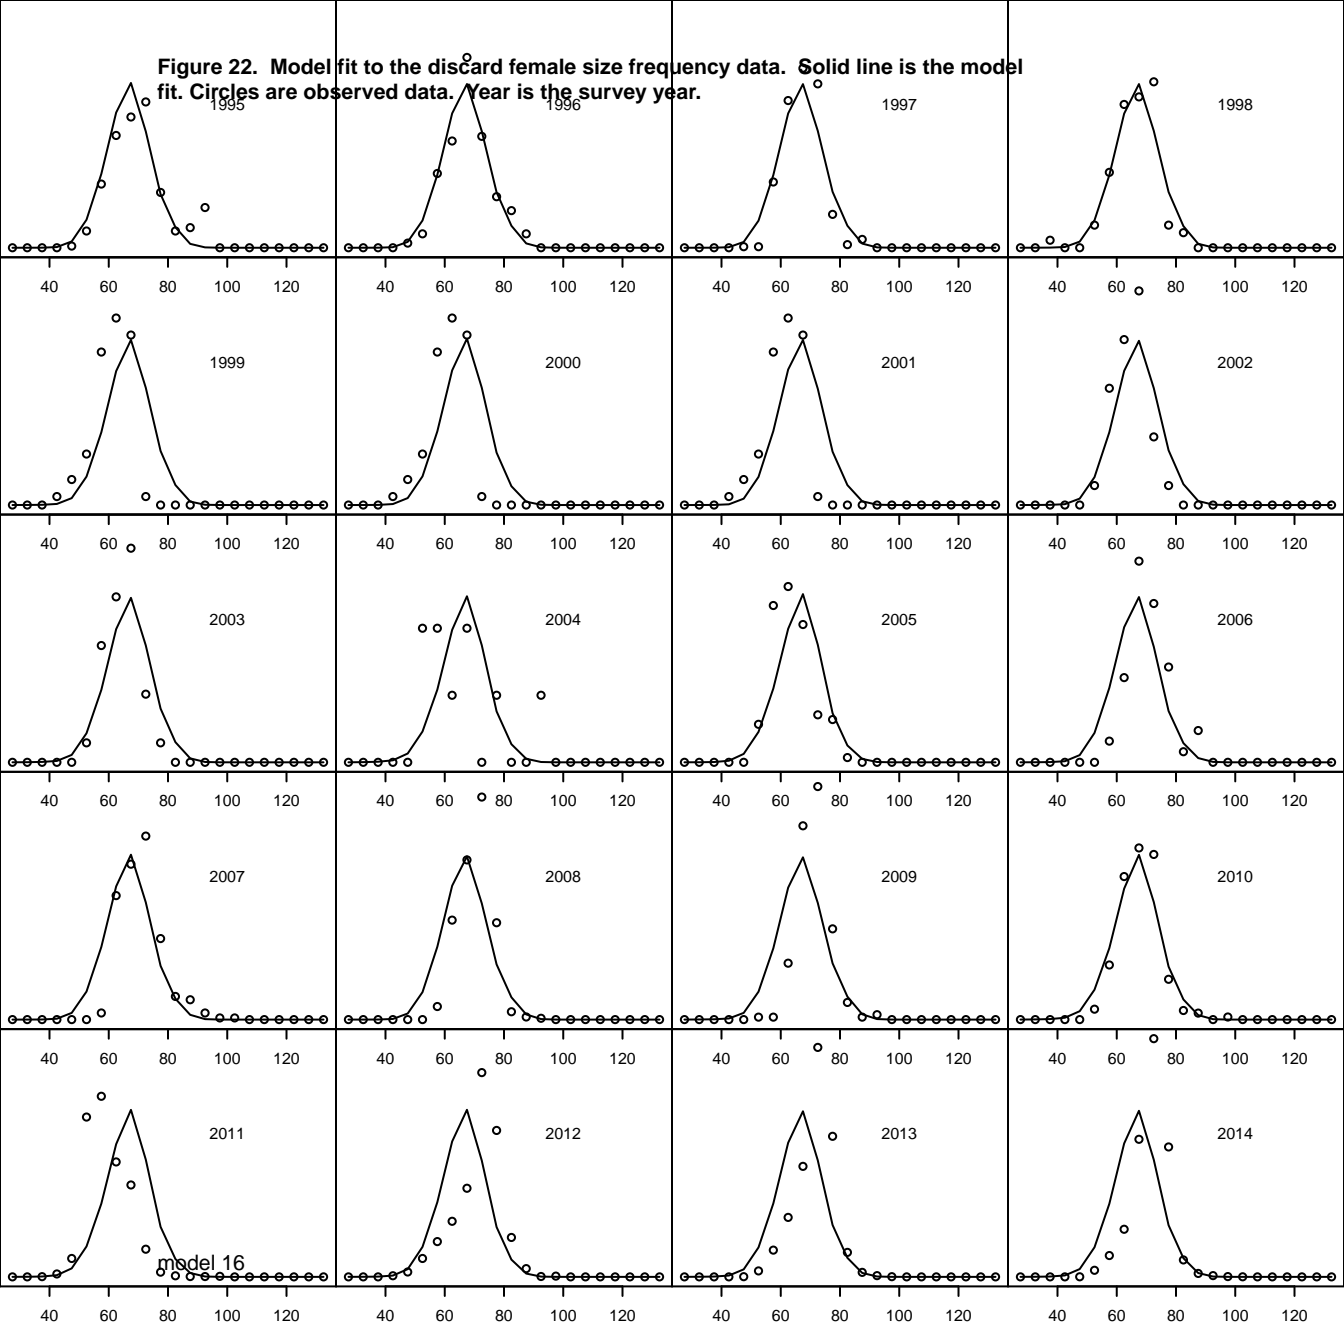 Figure 22. Model fit to the discard female size frequency data. Solid line is the model
fit. Circles are observed data. Year is the survey year.
1995 1996 1997 1998
40 60 80 100 120 40 60 80 100 120 40 60 80 100 120 40 60 80 100 120
1999 2000 2001 2002
40 60 80 100 120 40 60 80 100 120 40 60 80 100 120 40 60 80 100 120
2003 2004 2005 2006
40 60 80 100 120 40 60 80 100 120 40 60 80 100 120 40 60 80 100 120
2007 2008 2009 2010
40 60 80 100 120 40 60 80 100 120 40 60 80 100 120 40 60 80 100 120
2011 2012 2013 2014
model 16
40 60 80 100 120 40 60 80 100 120 40 60 80 100 120 40 60 80 100 120